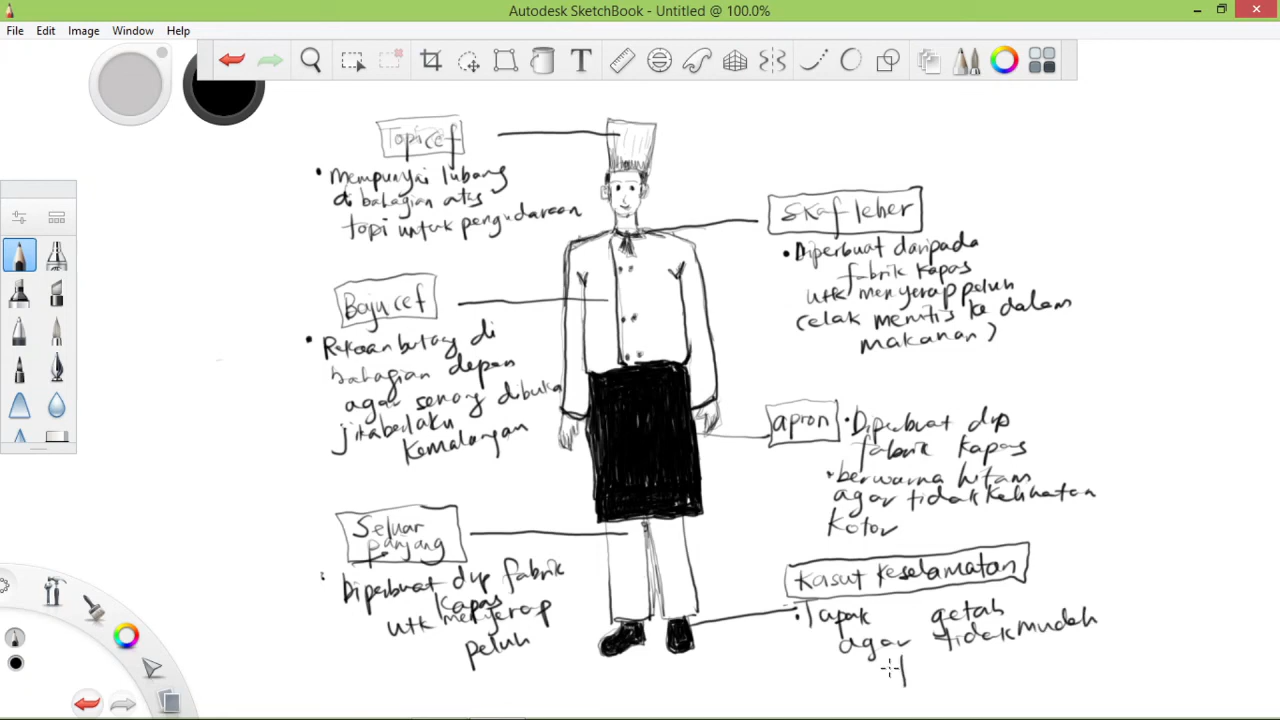 Autodesk SketchBook - Untitled @ 100.0%
File Edit Image Window Help
Topi cef
• mempunyai lubang
di bahagian atas
topi untuk pengudaraan
Skaf leher
• Diperbuat daripada
fabrik kapas
utk menyerap peluh
(elak menitis ke dalam
makanan)
Baju cef
• Rekaan butang di
bahagian depan
agar senang dibuka
jika berlaku
kemalangan
apron
• Diperbuat drp
fabrik kapas
• berwarna hitam
agar tidak kelihatan
kotor
Seluar
panjang
• Diperbuat drp fabrik
kapas
utk menyerap
peluh
Kasut keselamatan
• Tapak getah
agar tidak mudah